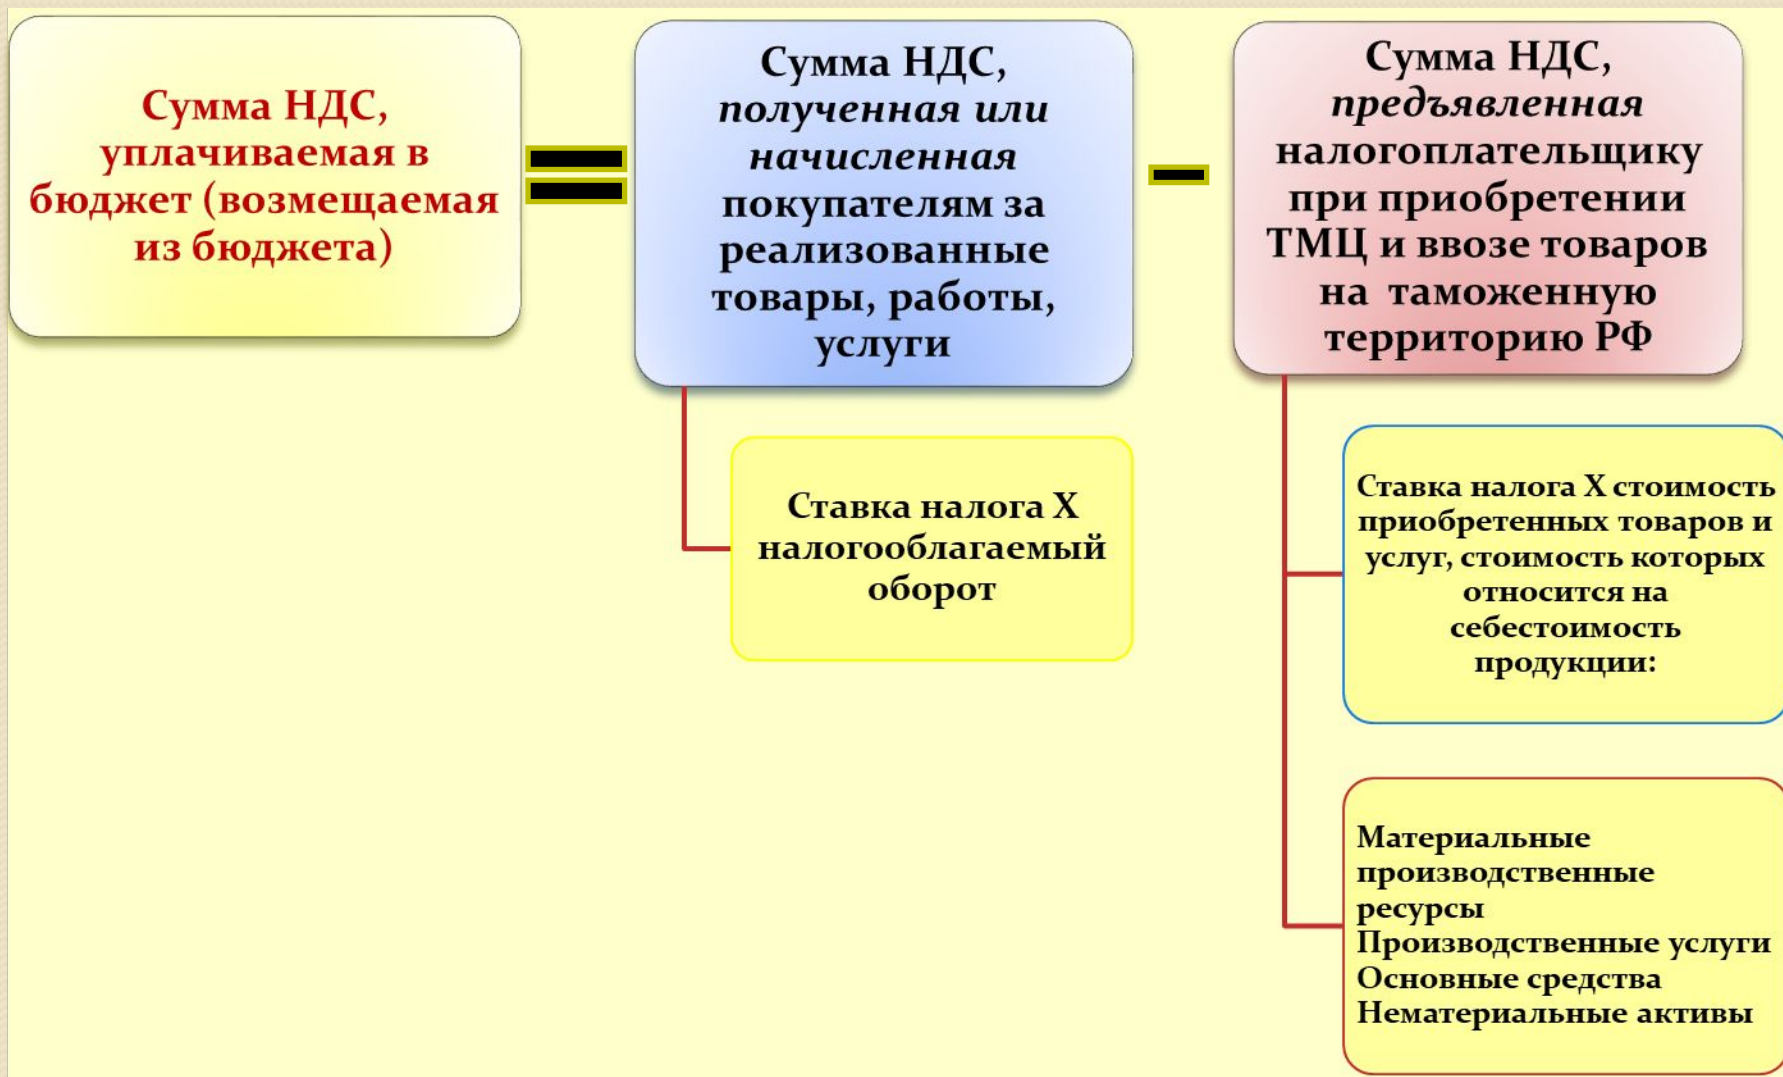 Сумма НДС,
уплачиваемая в
бюджет (возмещаемая
из бюджета)
Сумма НДС,
полученная или
начисленная
покупателям за
реализованные
товары, работы,
услуги
Сумма НДС,
предъявленная
налогоплательщику
при приобретении
ТМЦ и ввозе товаров
на таможенную
территорию РФ
Ставка налога X
налогооблагаемый
оборот
Ставка налога X стоимость
приобретенных товаров и
услуг, стоимость которых
относится на
себестоимость
продукции:
Материальные
производственные
ресурсы
Производственные услуги
Основные средства
Нематериальные активы